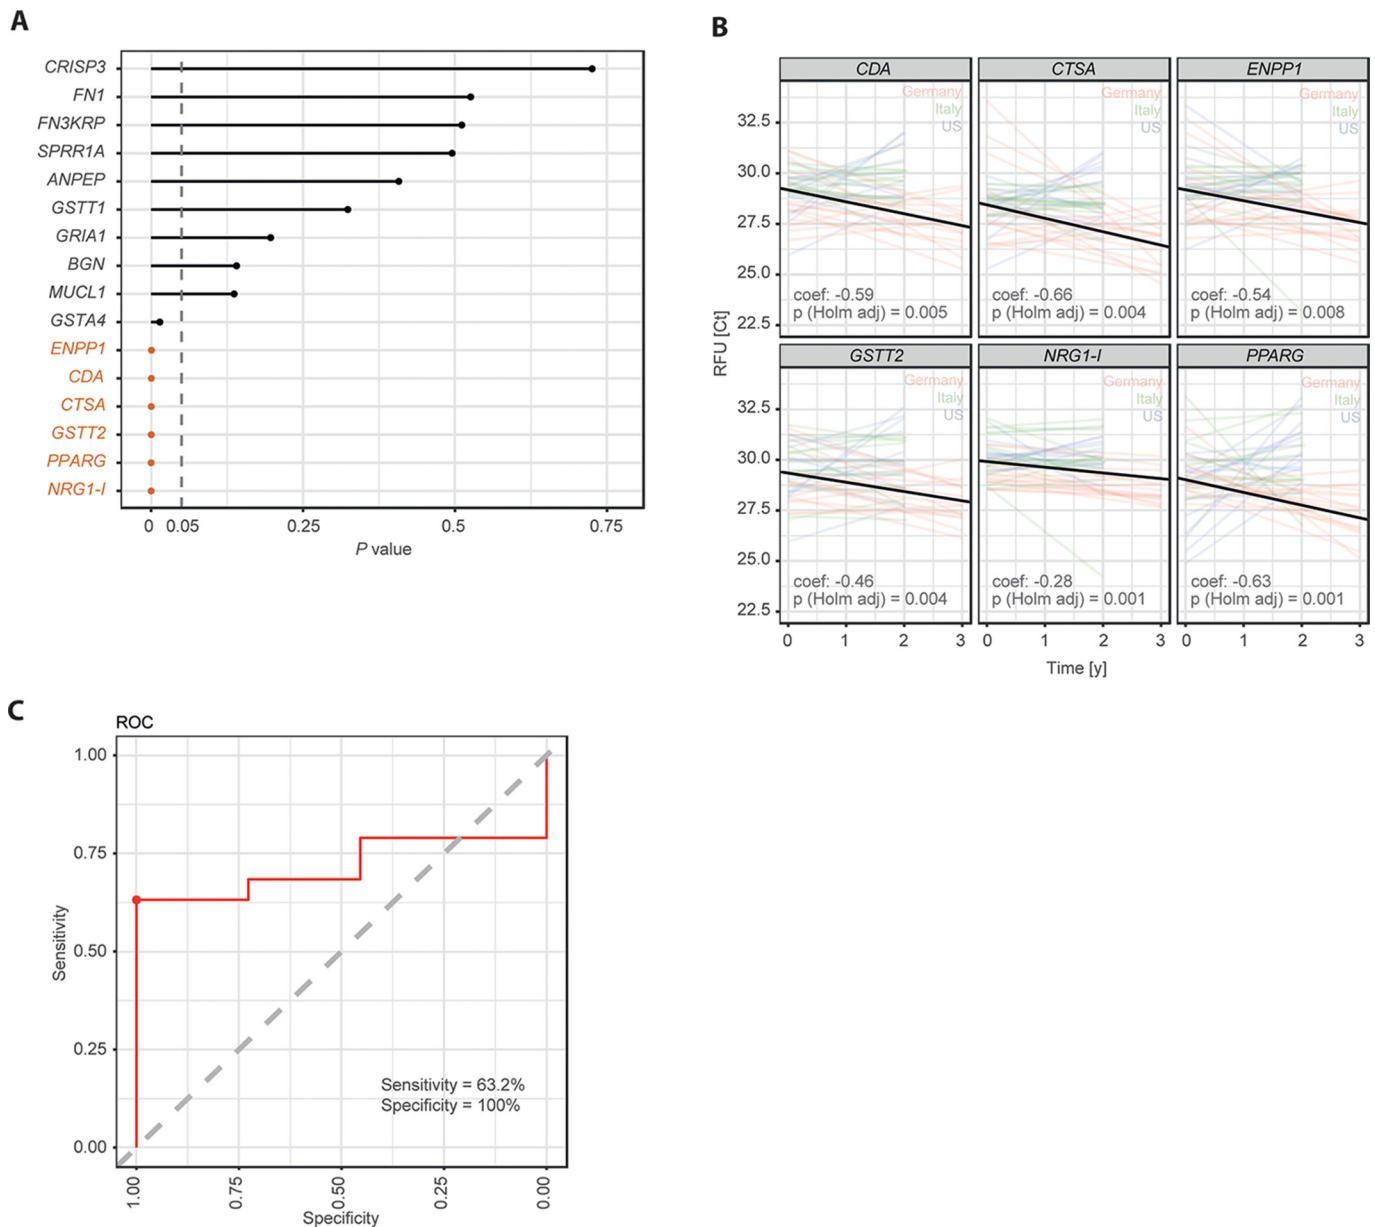 A
CRISP3
FN1
FN3KRP
SPRR1A
ANPEP
GSTT1
GRIA1
BGN
MUCL1
GSTA4
ENPP1
CDA
CTSA
GSTT2
PPARG
NRG1-I
0 0.05 0.25 0.5 0.75
P value
B
CDA CTSA ENPP1
Germany Germany Germany
Italy Italy Italy
US US US
32.5
30.0
27.5
25.0
22.5
coef: -0.59 coef: -0.66 coef: -0.54
p (Holm adj) = 0.005 p (Holm adj) = 0.004 p (Holm adj) = 0.008
RFU [Ct]
GSTT2 NRG1-I PPARG
Germany Germany Germany
Italy Italy Italy
US US US
32.5
30.0
27.5
25.0
22.5
coef: -0.46 coef: -0.28 coef: -0.63
p (Holm adj) = 0.004 p (Holm adj) = 0.001 p (Holm adj) = 0.001
0 1 2 3 0 1 2 3 0 1 2 3
Time [y]
C
ROC
1.00
0.75
0.50
0.25
0.00
Sensitivity
Sensitivity = 63.2%
Specificity = 100%
1.00 0.75 0.50 0.25 0.00
Specificity